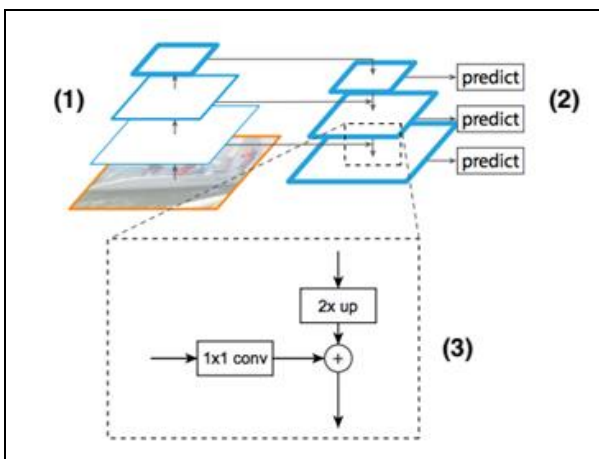 (1)
predict
(2)
predict
predict
2x up
1x1 conv
+
(3)